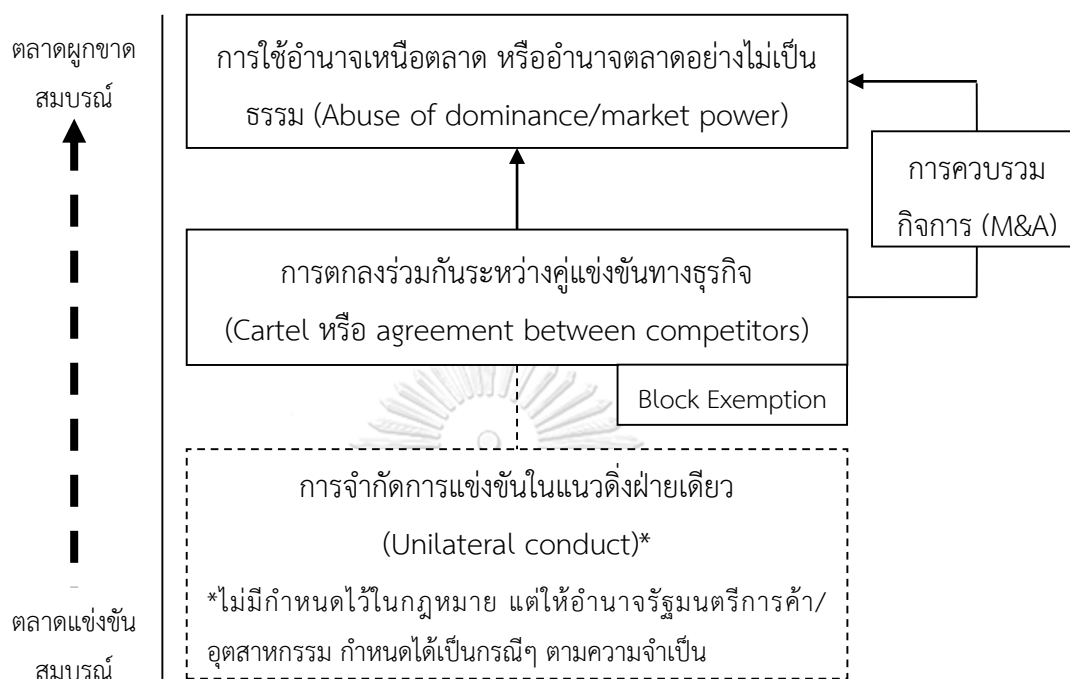 ตลาดผูกขาด
สมบรณ์
การใช้อำนาจเหนือตลาด หรืออำนาจตลาดอย่างไม่เป็น
ธรรม (Abuse of dominance/market power)
การควบรวม
กิจการ (M&A)
การตกลงร่วมกันระหว่างคู่แข่งขันทางธุรกิจ
(Cartel หรือ agreement between competitors)
Block Exemption
การจำกัดการแข่งขันในแนวดิ่งฝ่ายเดียว
(Unilateral conduct)*
*ไม่มีกำหนดไว้ในกฎหมาย แต่ให้อำนาจรัฐมนตรีการค้า/
อุตสาหกรรม กำหนดได้เป็นกรณีๆ ตามความจำเป็น
ตลาดแข่งขัน
สมบรณ์